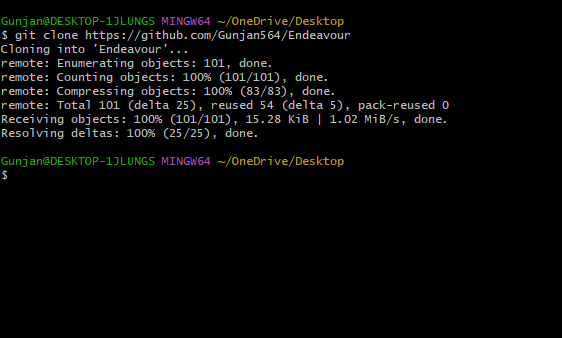 Gunjan@DESKTOP-1JLUNGS MINGW64 ~/OneDrive/Desktop
$ git clone https://github.com/Gunjan564/Endeavour
Cloning into 'Endeavour'...
remote: Enumerating objects: 101, done.
remote: Counting objects: 100% (101/101), done.
remote: Compressing objects: 100% (83/83), done.
remote: Total 101 (delta 25), reused 54 (delta 5), pack-reused 0
Receiving objects: 100% (101/101), 15.28 KiB | 1.02 MiB/s, done.
Resolving deltas: 100% (25/25), done.
Gunjan@DESKTOP-1JLUNGS MINGW64 ~/OneDrive/Desktop
$